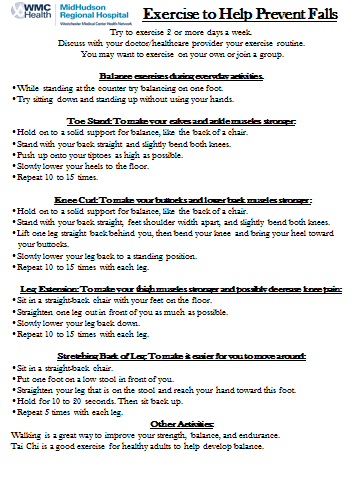 WMC Health
MidHudson
Regional Hospital
Westchester Medical Center Health Network
Exercise to Help Prevent Falls
Try to exercise 2 or more days a week.
Discuss with your doctor/healthcare provider your exercise routine.
You may want to exercise on your own or join a group.
Balance exercises during everyday activities.
• While standing at the counter try balancing on one foot.
• Try sitting down and standing up without using your hands.
Toe Stand: To make your calves and ankle muscles stronger:
• Hold on to a solid support for balance, like the back of a chair.
• Stand with your back straight and slightly bend both knees.
• Push up onto your tiptoes as high as possible.
• Slowly lower your heels to the floor.
• Repeat 10 to 15 times.
Knee Curl: To make your buttocks and lower back muscles stronger:
• Hold on to a solid support for balance, like the back of a chair.
• Stand with your back straight, feet shoulder width apart, and slightly bend both knees.
• Lift one leg straight back behind you, then bend your knee and bring your heel toward
your buttocks.
• Slowly lower your leg back to a standing position.
• Repeat 10 to 15 times with each leg.
Leg Extension: To make your thigh muscles stronger and possibly decrease knee pain:
• Sit in a straight-back chair with your feet on the floor.
• Straighten one leg out in front of you as much as possible.
• Slowly lower your leg back down.
• Repeat 10 to 15 times with each leg.
Stretching Back of Leg: To make it easier for you to move around:
• Sit in a straight-back chair.
• Put one foot on a low stool in front of you.
• Straighten your leg that is on the stool and reach your hand toward this foot.
• Hold for 10 to 20 seconds. Then sit back up.
• Repeat 5 times with each leg.
Other Activities:
Walking is a great way to improve your strength, balance, and endurance.
Tai Chi is a good exercise for healthy adults to help develop balance.